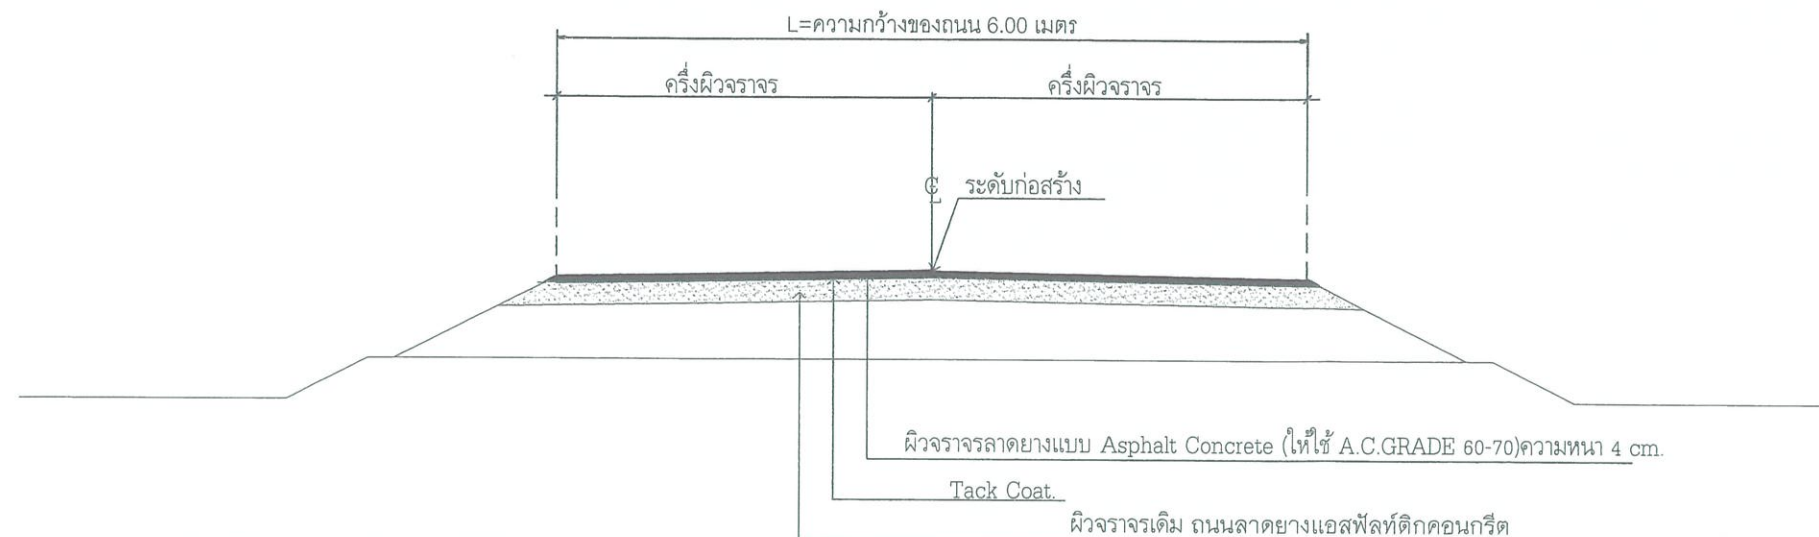 L=ความกว้างของถนน 6.00 เมตร
ครึ่งผิวจราจร
ครึ่งผิวจราจร
℄ ระดับก่อสร้าง
ผิวจราจรลาดยางแบบ Asphalt Concrete (ให้ใช้ A.C.GRADE 60-70)ความหนา 4 cm.
Tack Coat.
ผิวจราจรเดิม ถนนลาดยางแอสฟัลท์ติกคอนกรีต